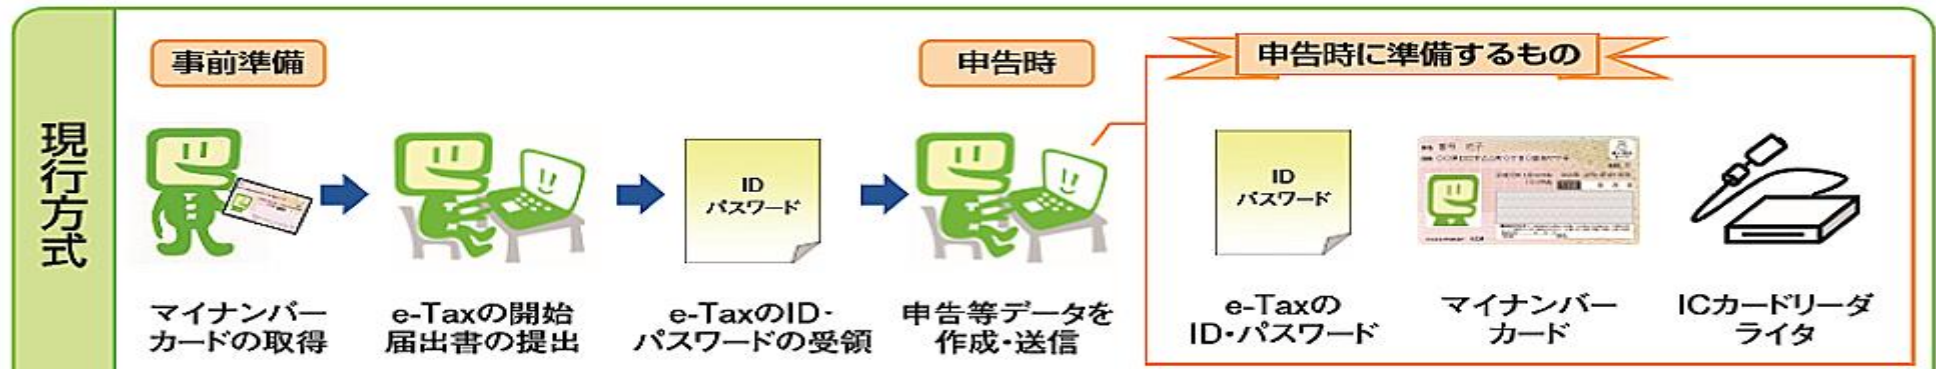 現行方式
事前準備
申告時
申告時に準備するもの
ID
パスワード
ID
パスワード
マイナンバー
カードの取得
e-Taxの開始
届出書の提出
e-TaxのID・
パスワードの受領
申告等データを
作成・送信
e-Taxの
ID・パスワード
マイナンバー
カード
ICカードリーダ
ライタ